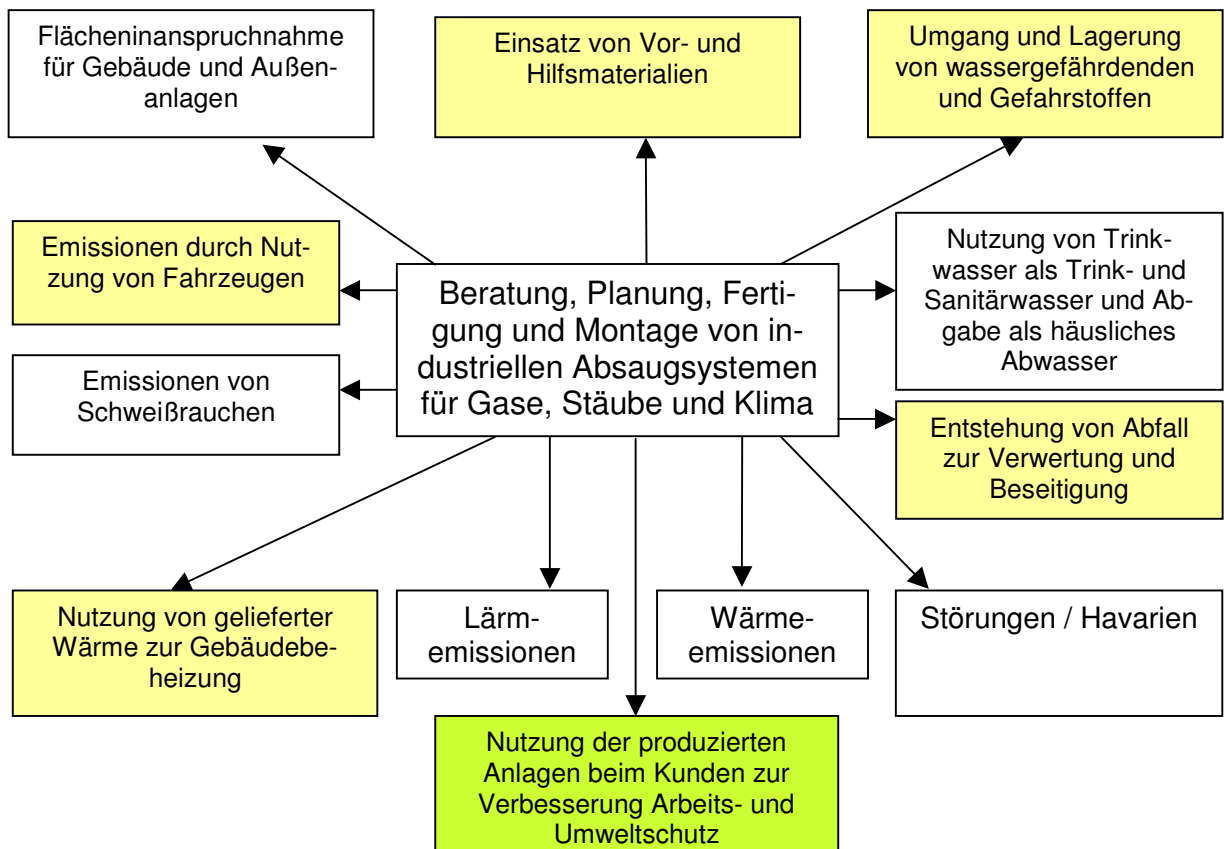 Flächeninanspruchnahme
für Gebäude und Außen-
anlagen
Einsatz von Vor- und
Hilfsmaterialien
Umgang und Lagerung
von wassergefährdenden
und Gefahrstoffen
Emissionen durch Nut-
zung von Fahrzeugen
Beratung, Planung, Ferti-
gung und Montage von in-
dustriellen Absaugsystemen
für Gase, Stäube und Klima
Nutzung von Trink-
wasser als Trink- und
Sanitärwasser und Ab-
gabe als häusliches
Abwasser
Emissionen von
Schweißrauchen
Entstehung von Abfall
zur Verwertung und
Beseitigung
Nutzung von gelieferter
Wärme zur Gebäudebe-
heizung
Lärm-
emissionen
Wärme-
emissionen
Störungen / Havarien
Nutzung der produzierten
Anlagen beim Kunden zur
Verbesserung Arbeits- und
Umweltschutz